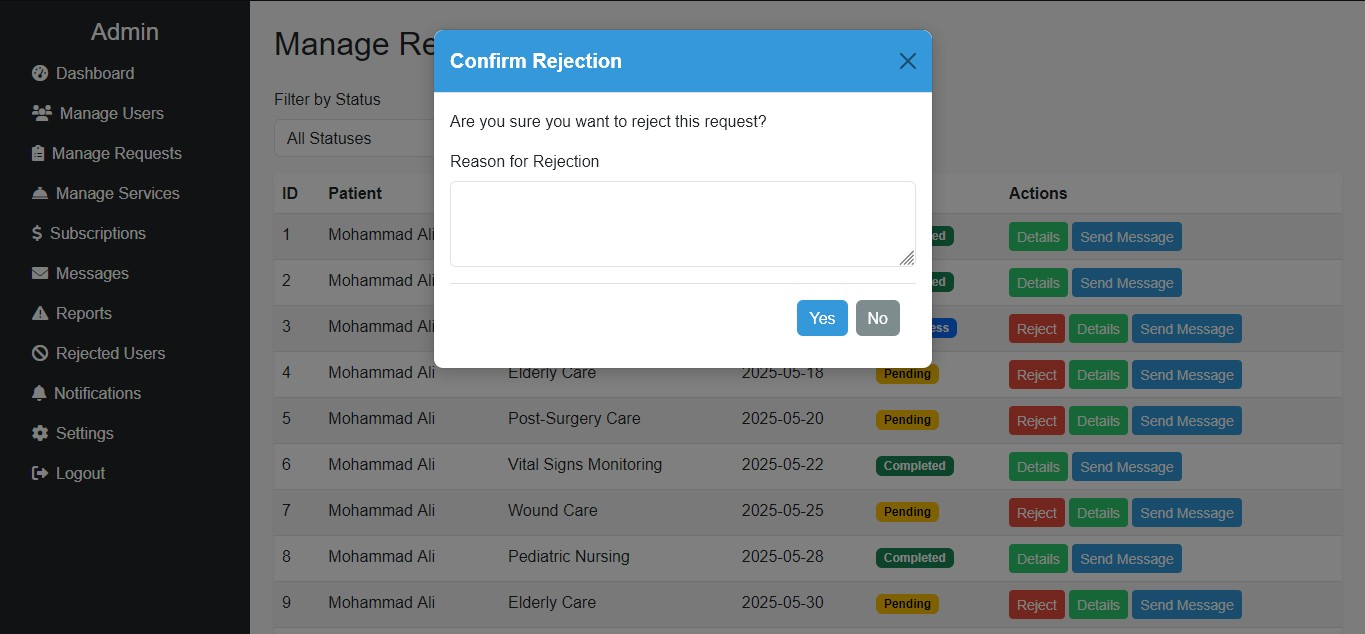 Admin
Dashboard
Manage Users
Manage Requests
Manage Services
Subscriptions
Messages
Reports
Rejected Users
Notifications
Settings
Logout
Manage
Filter by Status
All Statuses
Confirm Rejection
Are you sure you want to reject this request?
Reason for Rejection
Yes No
ID Patient Actions
1 Mohammad Ali Details Send Message
2 Mohammad Ali Details Send Message
3 Mohammad Ali Reject Details Send Message
4 Mohammad Ali Elderly Care 2025-05-18 Pending Reject Details Send Message
5 Mohammad Ali Post-Surgery Care 2025-05-20 Pending Reject Details Send Message
6 Mohammad Ali Vital Signs Monitoring 2025-05-22 Completed Details Send Message
7 Mohammad Ali Wound Care 2025-05-25 Pending Reject Details Send Message
8 Mohammad Ali Pediatric Nursing 2025-05-28 Completed Details Send Message
9 Mohammad Ali Elderly Care 2025-05-30 Pending Reject Details Send Message